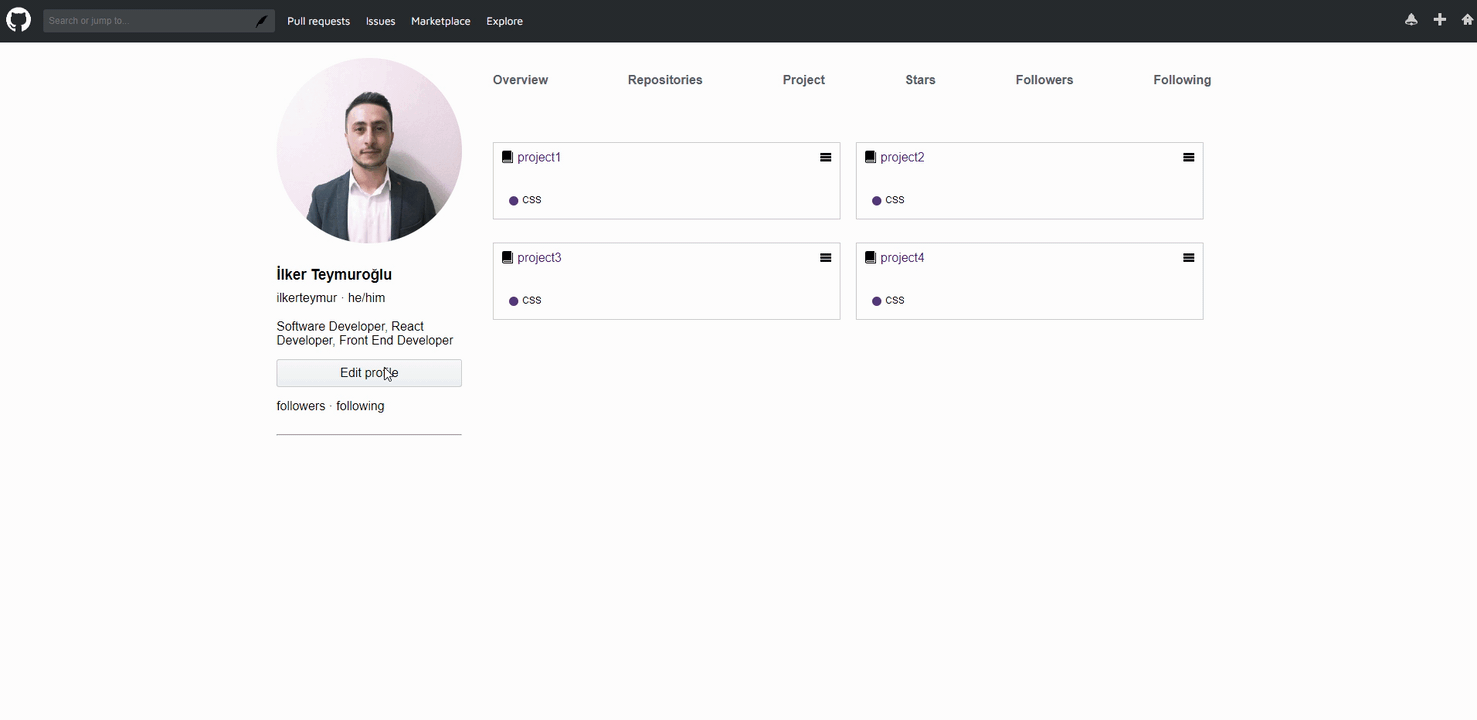 Search or jump to...
Pull requests Issues Marketplace Explore
Overview Repositories Project Stars Followers Following
İlker Teymuroğlu
ilkerteymur · he/him
Software Developer, React
Developer, Front End Developer
Edit profile
followers · following
project1
css
project2
css
project3
css
project4
css